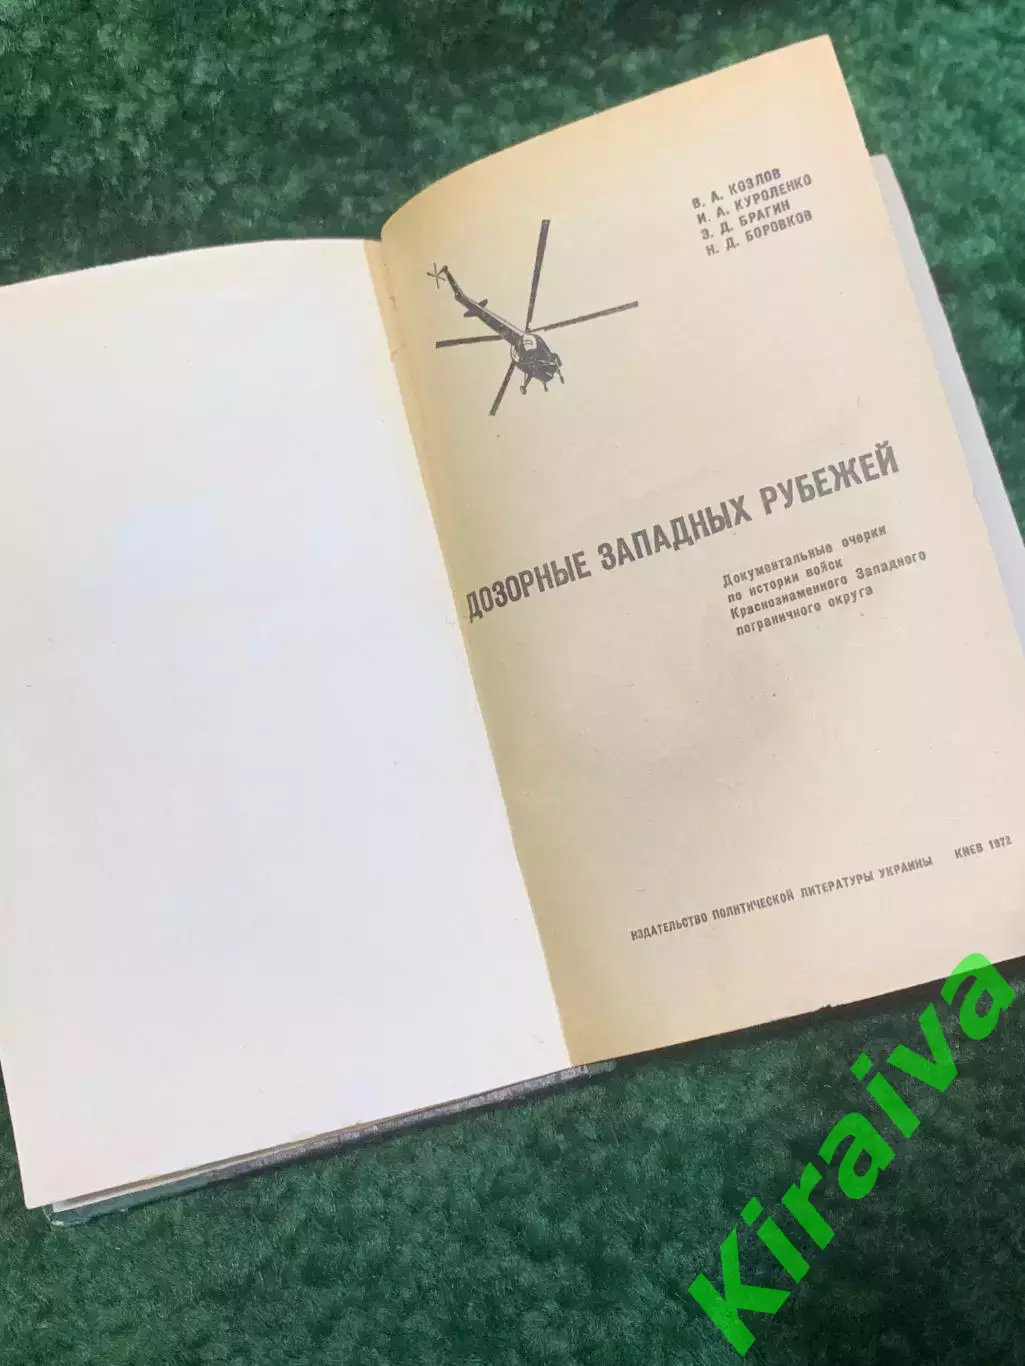 В. А. КОЗЛОВ
И. А. КУРОЛЕНКО
Э. Д. БРАГИН
Н. Д. БОРОВКОВ
ДОЗОРНЫЕ ЗАПАДНЫХ РУБЕЖЕЙ
Документальные очерки
по истории войск
Краснознаменного Западного
пограничного округа
ИЗДАТЕЛЬСТВО ПОЛИТИЧЕСКОЙ ЛИТЕРАТУРЫ УКРАИНЫ КИЕВ 1972
Kiraiva